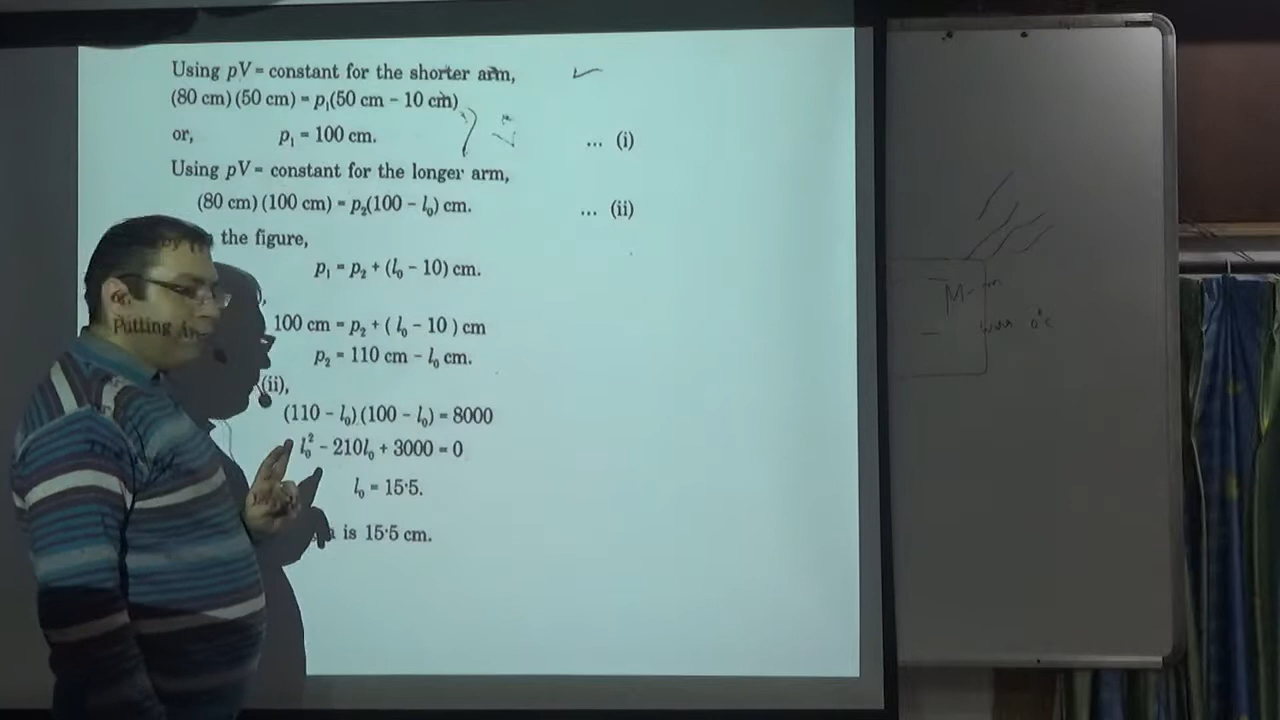 Using pV = constant for the shorter arm,
(80 cm) (50 cm) = p₁(50 cm − 10 cm)
or, p₁ = 100 cm. ... (i)
Using pV = constant for the longer arm,
(80 cm) (100 cm) = p₂(100 − l₀) cm. ... (ii)
the figure,
p₁ = p₂ + (l₀ − 10) cm.
100 cm = p₂ + ( l₀ − 10 ) cm
p₂ = 110 cm − l₀ cm.
Putting
(ii),
(110 − l₀) (100 − l₀) = 8000
l₀² − 210l₀ + 3000 = 0
l₀ = 15·5.
is 15·5 cm.
M
0°c